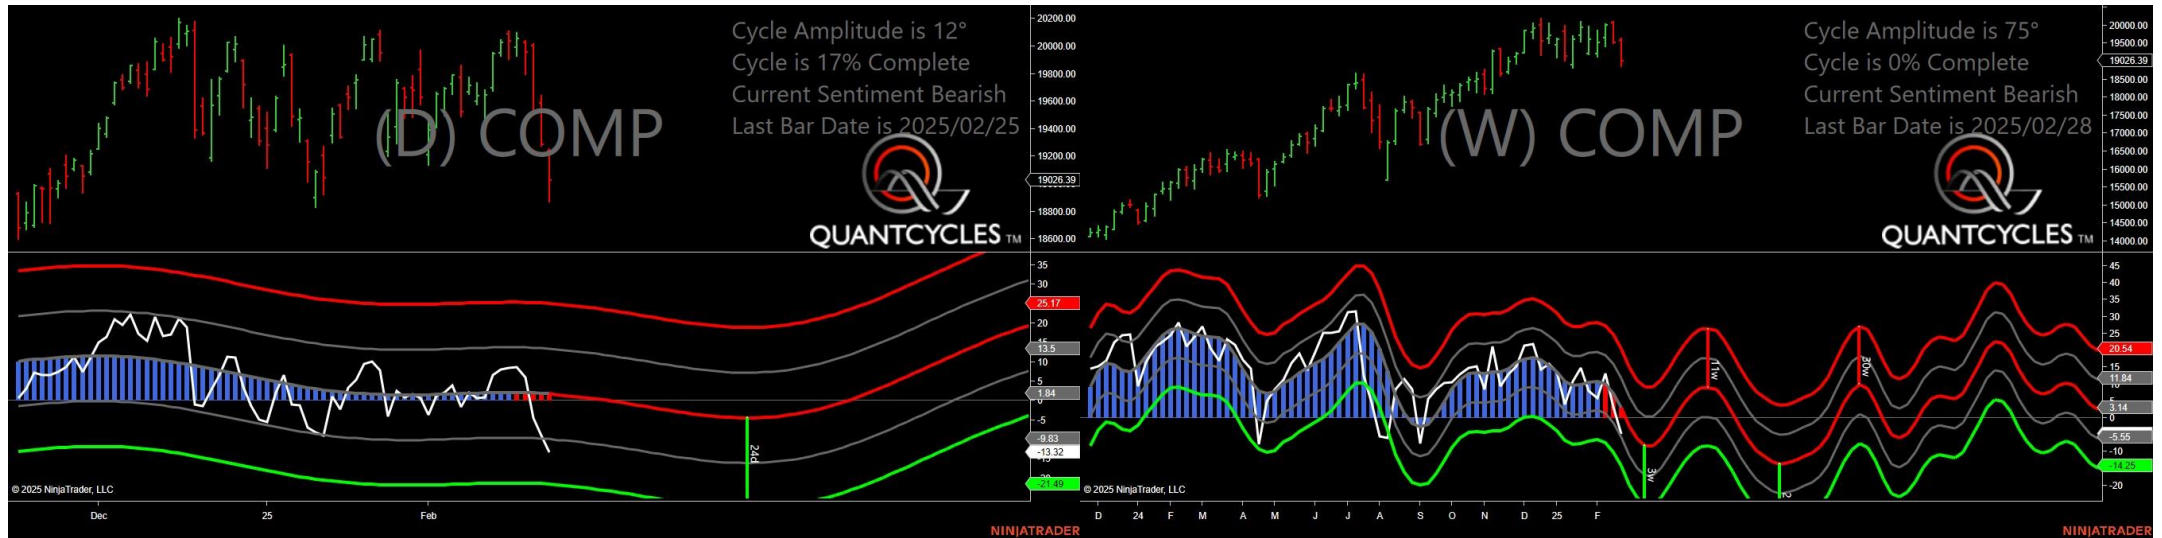 Cycle Amplitude is 12°
Cycle is 17% Complete
Current Sentiment Bearish
Last Bar Date is 2025/02/25
(D) COMP
QUANTCYCLES TM
20200.00
20000.00
19800.00
19600.00
19400.00
19200.00
19026.39
18800.00
18600.00
35
30
25.17
20
13.5
10
5
1.84
0
-5
-9.83
-13.32
-21.49
24d
© 2025 NinjaTrader, LLC
Dec
25
Feb
NINJATRADER
Cycle Amplitude is 75°
Cycle is 0% Complete
Current Sentiment Bearish
Last Bar Date is 2025/02/28
(W) COMP
QUANTCYCLES TM
20000.00
19500.00
19026.39
18500.00
18000.00
17500.00
17000.00
16500.00
16000.00
15500.00
15000.00
14500.00
14000.00
45
40
35
30
25
20.54
15
11.84
3.14
0
-5.55
-10
-14.25
-20
3w
11w
30w
© 2025 NinjaTrader, LLC
D
24
F
M
A
M
J
J
A
S
O
N
D
25
F
NINJATRADER